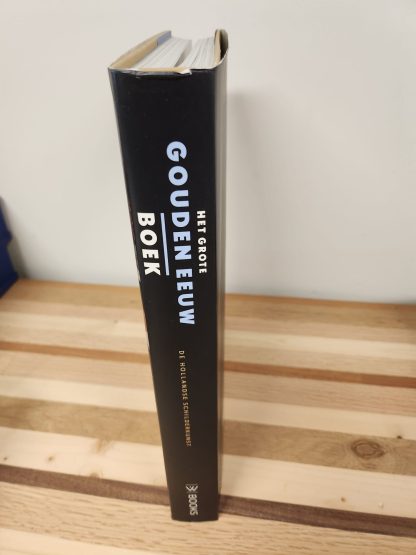 HET GROTE
GOUDEN EEUW
BOEK
DE HOLLANDSE SCHILDERKUNST
BOOKS